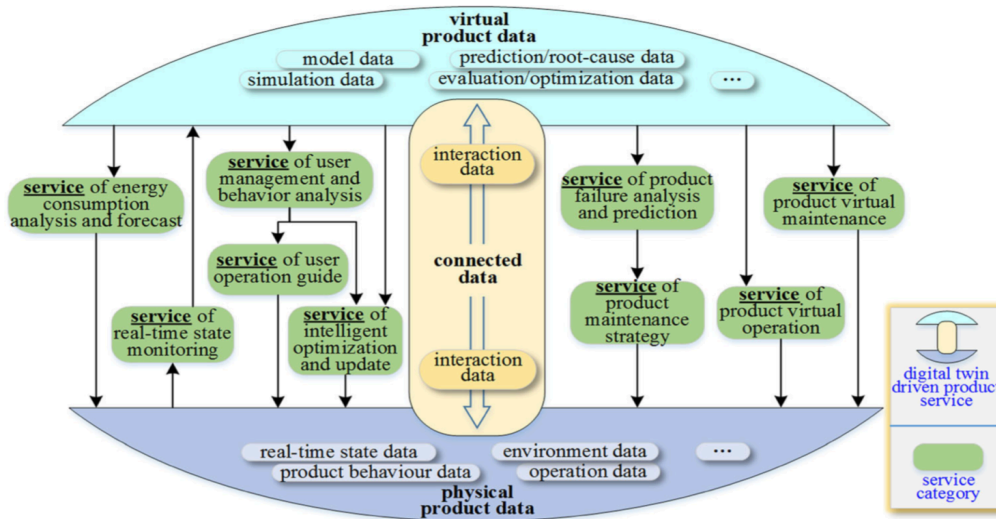 virtual
product data
model data
prediction/root-cause data
simulation data
evaluation/optimization data
...
service of energy
consumption
analysis and forecast
service of user
management and
behavior analysis
service of user
operation guide
service of
real-time state
monitoring
service of
intelligent
optimization
and update
interaction
data
connected
data
interaction
data
service of product
failure analysis
and prediction
service of
product
maintenance
strategy
service of
product virtual
maintenance
service of
product virtual
operation
real-time state data
environment data
...
product behaviour data
operation data
physical
product data
digital twin
driven product
service
service
category